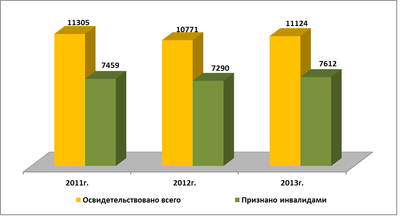 11305
10771
11124
7459
7290
7612
2011г.
2012г.
2013г.
Освидетельствовано всего
Признано инвалидами